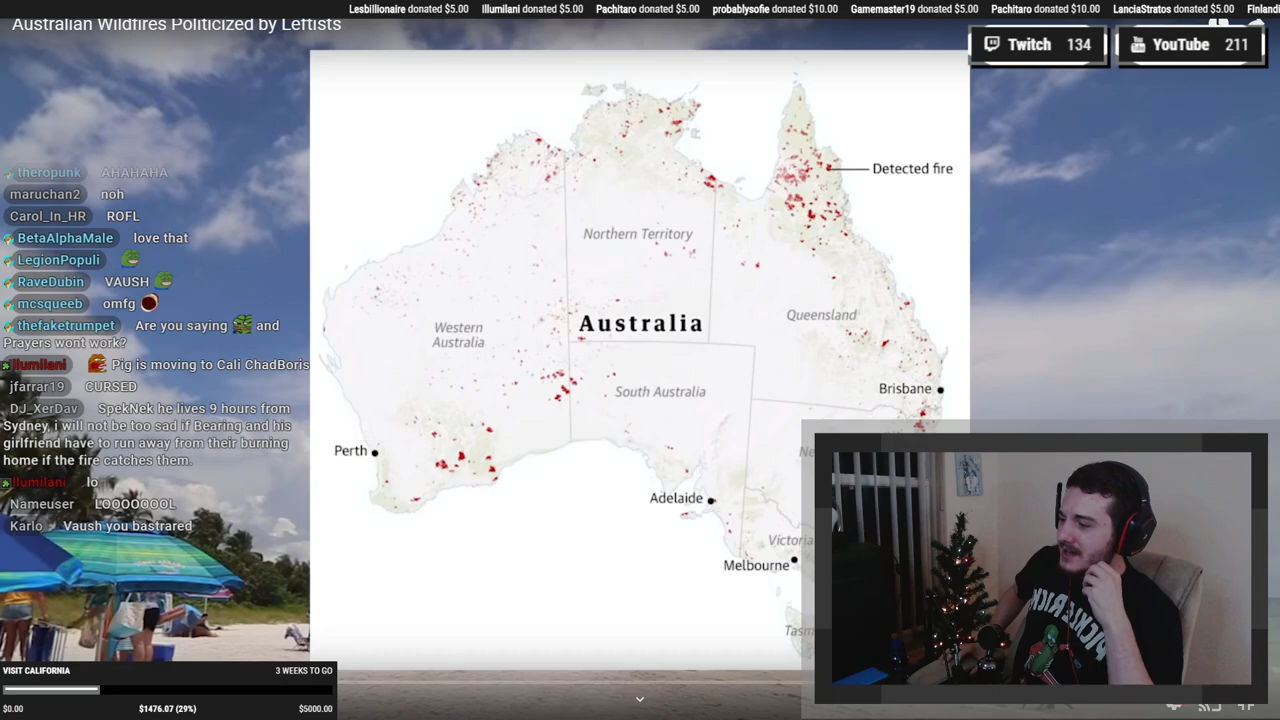 Lesbillionaire donated $5.00 Illumilani donated $5.00 Pachitaro donated $5.00 probablysofie donated $10.00 Gamemaster19 donated $5.00 Pachitaro donated $10.00 LanciaStratos donated $5.00 Finlandi
Australian Wildfires Politicized by Leftists
Twitch 134
YouTube 211
Detected fire
Northern Territory
Australia
Western
Australia
Queensland
South Australia
Brisbane
Perth
Adelaide
Ne
Victoria
Melbourne
Tasm
theropunk AHAHAHA
maruchan2 noh
Carol_In_HR ROFL
BetaAlphaMale love that
LegionPopuli
RaveDubin VAUSH
mcsqueeb omfg
thefaketrumpet Are you saying and
Prayers wont work?
Illumilani Pig is moving to Cali ChadBoris
jfarrar19 CURSED
DJ_XerDav SpekNek he lives 9 hours from
Sydney, i will not be too sad if Bearing and his
girlfriend have to run away from their burning
home if the fire catches them.
Illumilani lo
Nameuser LOOOOOOOL
Karlo Vaush you bastrared
PICKLE RICK
VISIT CALIFORNIA 3 WEEKS TO GO
$0.00 $1476.07 (29%) $5000.00